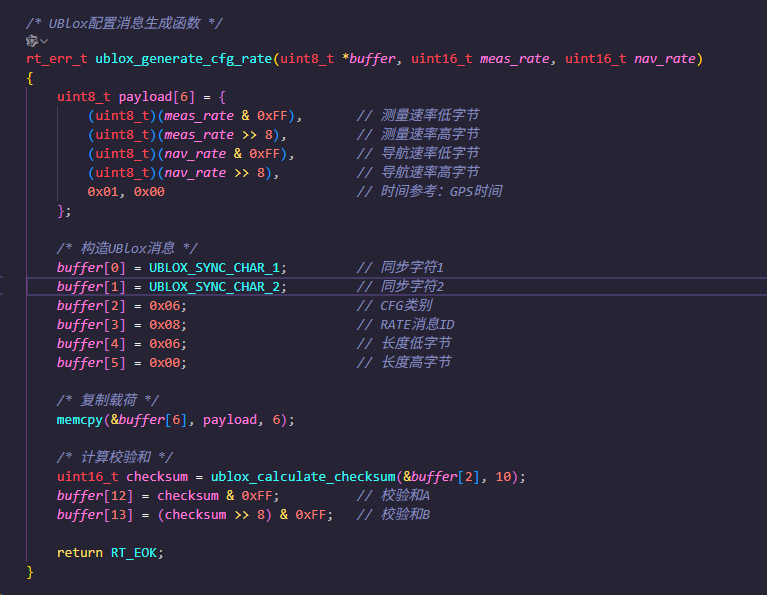 /* UBlox配置消息生成函数 */
rt_err_t ublox_generate_cfg_rate(uint8_t *buffer, uint16_t meas_rate, uint16_t nav_rate)
{
    uint8_t payload[6] = {
        (uint8_t)(meas_rate & 0xFF),       // 测量速率低字节
        (uint8_t)(meas_rate >> 8),         // 测量速率高字节
        (uint8_t)(nav_rate & 0xFF),        // 导航速率低字节
        (uint8_t)(nav_rate >> 8),          // 导航速率高字节
        0x01, 0x00                         // 时间参考：GPS时间
    };
    /* 构造UBlox消息 */
    buffer[0] = UBLOX_SYNC_CHAR_1;         // 同步字符1
    buffer[1] = UBLOX_SYNC_CHAR_2;         // 同步字符2
    buffer[2] = 0x06;                      // CFG类别
    buffer[3] = 0x08;                      // RATE消息ID
    buffer[4] = 0x06;                      // 长度低字节
    buffer[5] = 0x00;                      // 长度高字节
    /* 复制载荷 */
    memcpy(&buffer[6], payload, 6);
    /* 计算校验和 */
    uint16_t checksum = ublox_calculate_checksum(&buffer[2], 10);
    buffer[12] = checksum & 0xFF;          // 校验和A
    buffer[13] = (checksum >> 8) & 0xFF;   // 校验和B
    return RT_EOK;
}